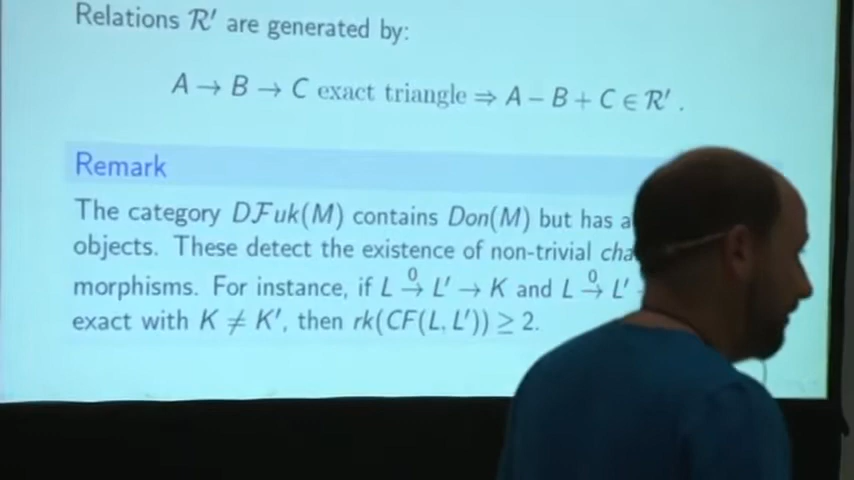 Relations R′ are generated by:
A → B → C exact triangle ⇒ A − B + C ∈ R′ .
Remark
The category DFuk(M) contains Don(M) but has a
objects. These detect the existence of non-trivial
morphisms. For instance, if L →⁰ L′ → K and L →⁰ L′
exact with K ≠ K′, then rk(CF(L, L′)) ≥ 2.